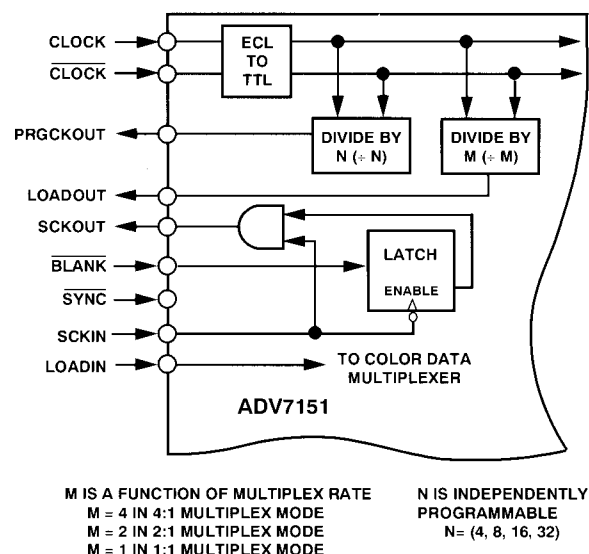 CLOCK
CLOCK
ECL
TO
TTL
PRGCKOUT
DIVIDE BY
N (÷ N)
DIVIDE BY
M (÷ M)
LOADOUT
SCKOUT
BLANK
LATCH
ENABLE
SYNC
SCKIN
LOADIN
TO COLOR DATA
MULTIPLEXER
ADV7151
M IS A FUNCTION OF MULTIPLEX RATE
M = 4 IN 4:1 MULTIPLEX MODE
M = 2 IN 2:1 MULTIPLEX MODE
M = 1 IN 1:1 MULTIPLEX MODE
N IS INDEPENDENTLY
PROGRAMMABLE
N= (4, 8, 16, 32)